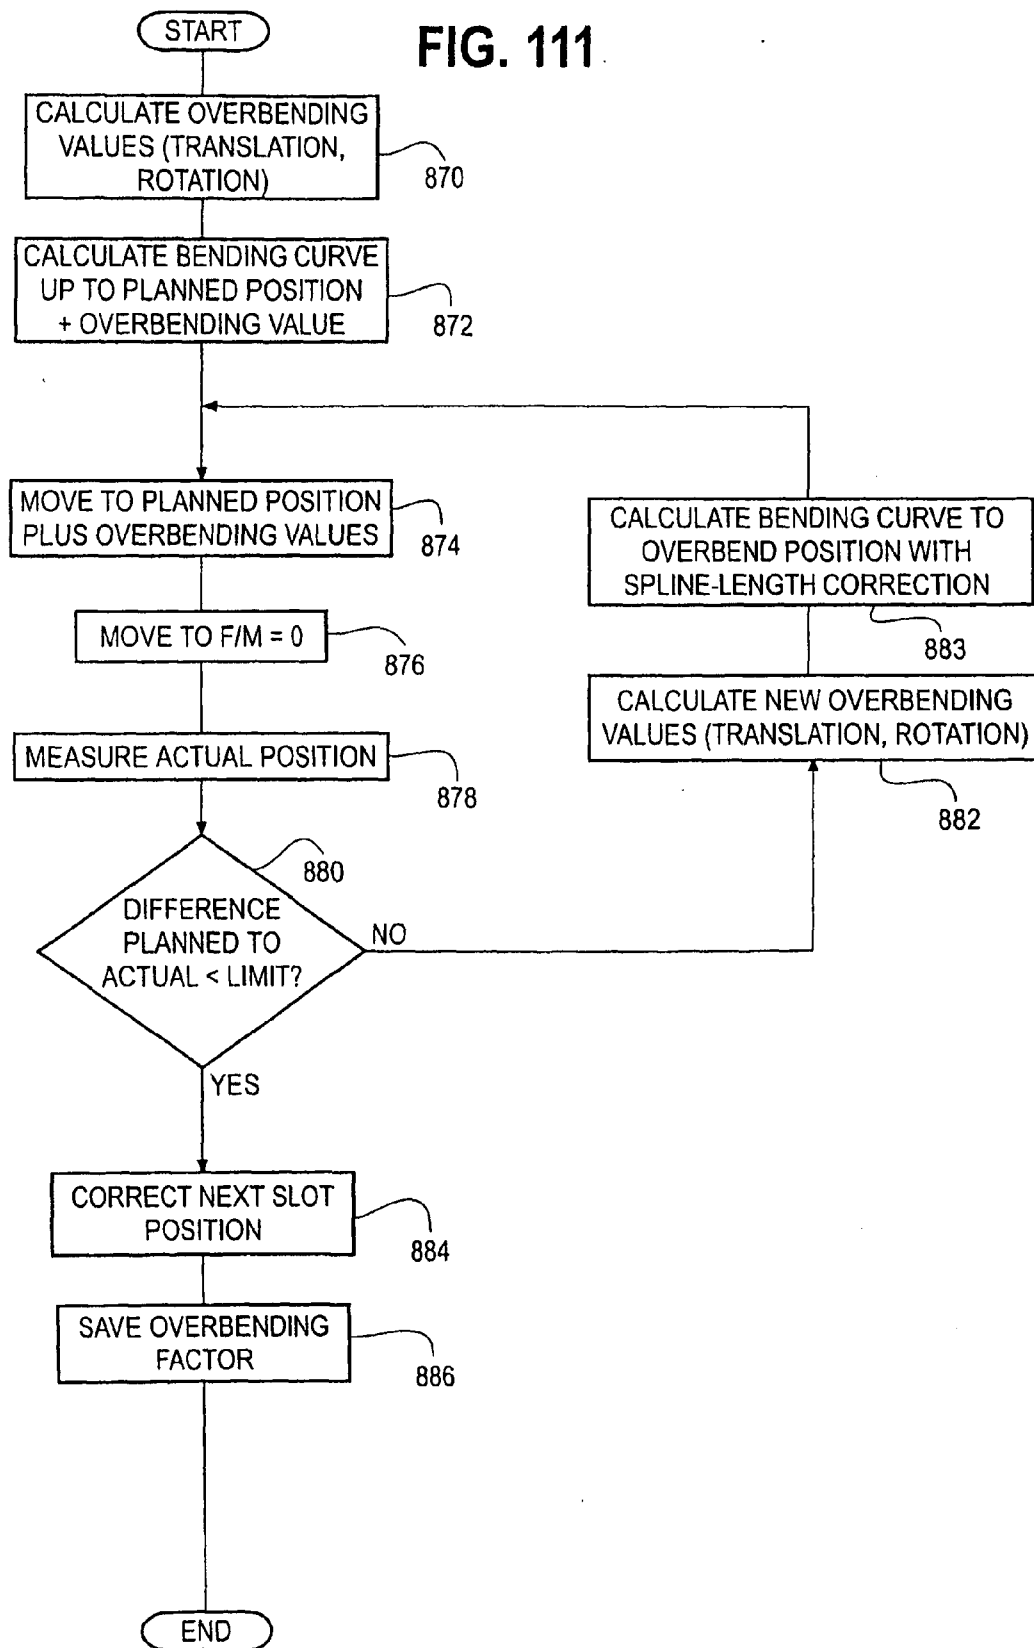 START
FIG. 111
CALCULATE OVERBENDING
VALUES (TRANSLATION,
ROTATION)
870
CALCULATE BENDING CURVE
UP TO PLANNED POSITION
+ OVERBENDING VALUE
872
MOVE TO PLANNED POSITION
PLUS OVERBENDING VALUES
874
CALCULATE BENDING CURVE TO
OVERBEND POSITION WITH
SPLINE-LENGTH CORRECTION
883
MOVE TO F/M = 0
876
CALCULATE NEW OVERBENDING
VALUES (TRANSLATION, ROTATION)
882
MEASURE ACTUAL POSITION
878
880
DIFFERENCE
PLANNED TO
ACTUAL < LIMIT?
NO
YES
CORRECT NEXT SLOT
POSITION
884
SAVE OVERBENDING
FACTOR
886
END